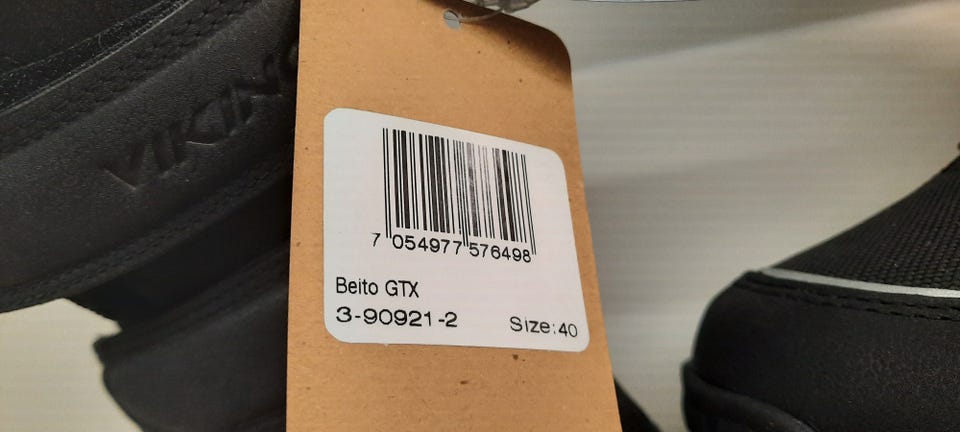 VIKING
7 054977 576498
Beito GTX
3-90921-2
Size:40